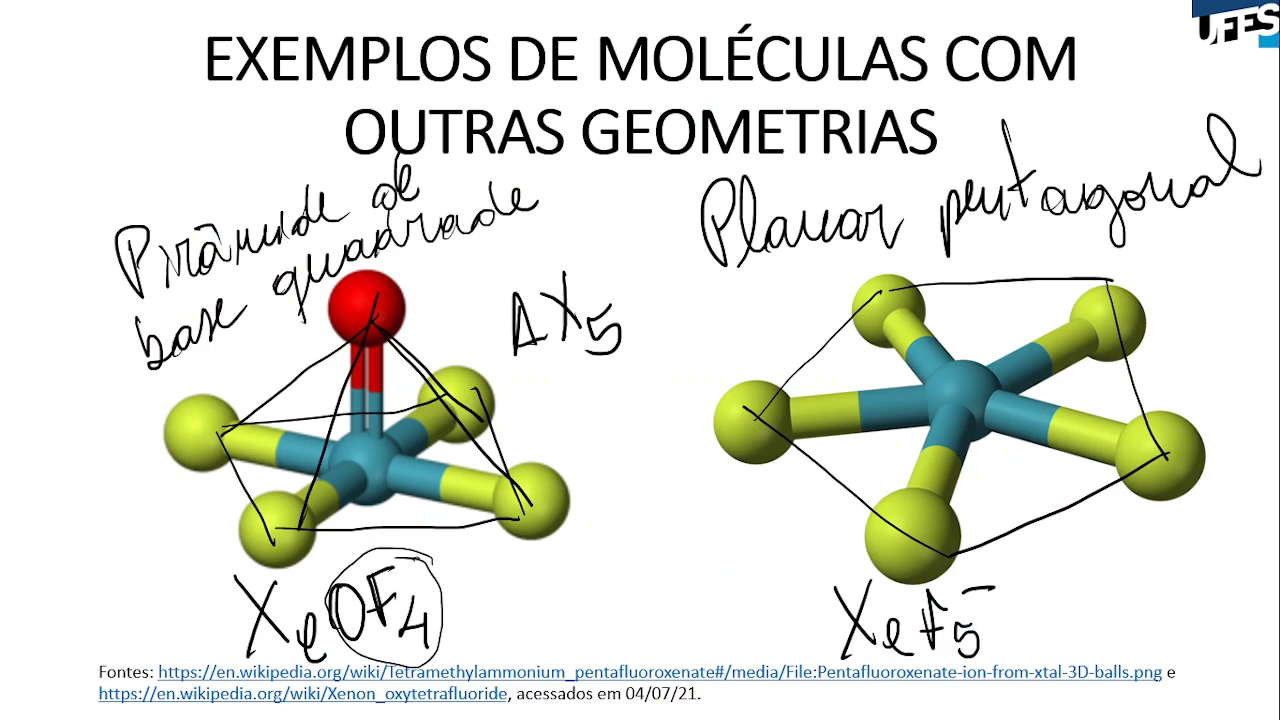 UFES
EXEMPLOS DE MOLÉCULAS COM
OUTRAS GEOMETRIAS
Pirâmide de
base quadrada
AX5
Planar pentagonal
XeOF4
XeF5-
Fontes: https://en.wikipedia.org/wiki/Tetramethylammonium_pentafluoroxenate#/media/File:Pentafluoroxenate-ion-from-xtal-3D-balls.png e
https://en.wikipedia.org/wiki/Xenon_oxytetrafluoride, acessados em 04/07/21.